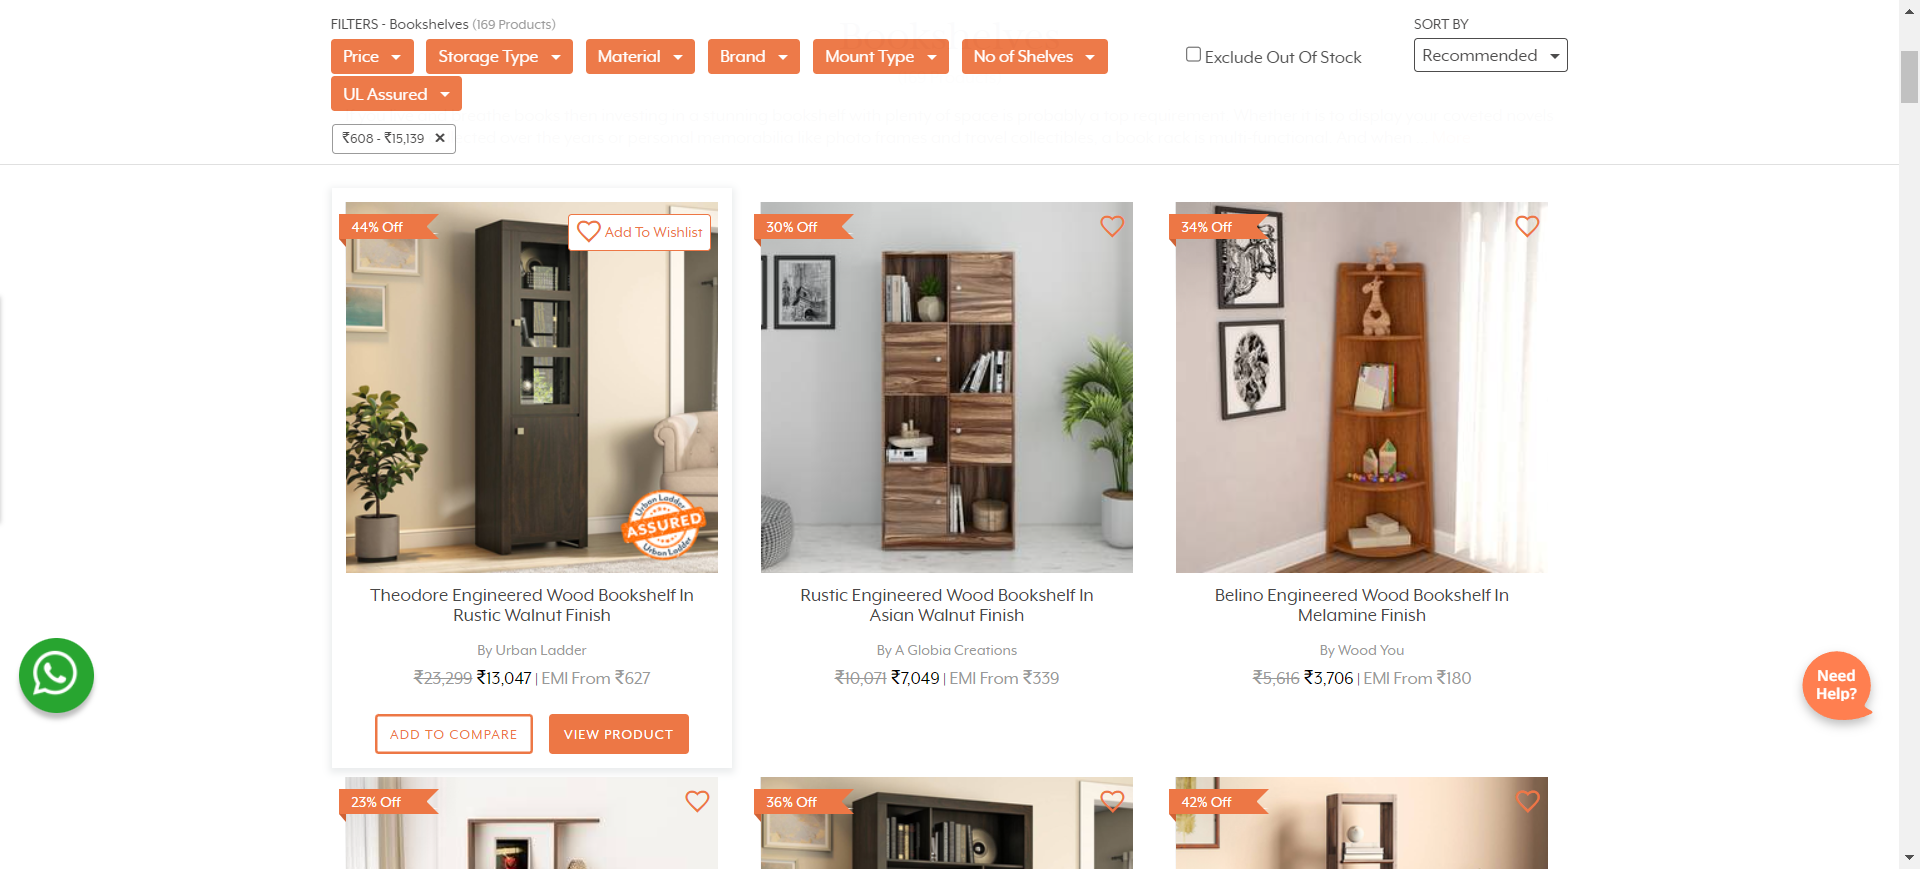 FILTERS - Bookshelves (169 Products)
SORT BY
Price
Storage Type
Material
Brand
Mount Type
No of Shelves
Exclude Out Of Stock
Recommended
UL Assured
₹608 - ₹15,139 ✕
44% Off
Add To Wishlist
30% Off
34% Off
Urban Ladder
ASSURED
Urban Ladder
Theodore Engineered Wood Bookshelf In
Rustic Walnut Finish
By Urban Ladder
₹23,299 ₹13,047 | EMI From ₹627
ADD TO COMPARE
VIEW PRODUCT
Rustic Engineered Wood Bookshelf In
Asian Walnut Finish
By A Globia Creations
₹10,071 ₹7,049 | EMI From ₹339
Belino Engineered Wood Bookshelf In
Melamine Finish
By Wood You
₹5,616 ₹3,706 | EMI From ₹180
Need
Help?
23% Off
36% Off
42% Off